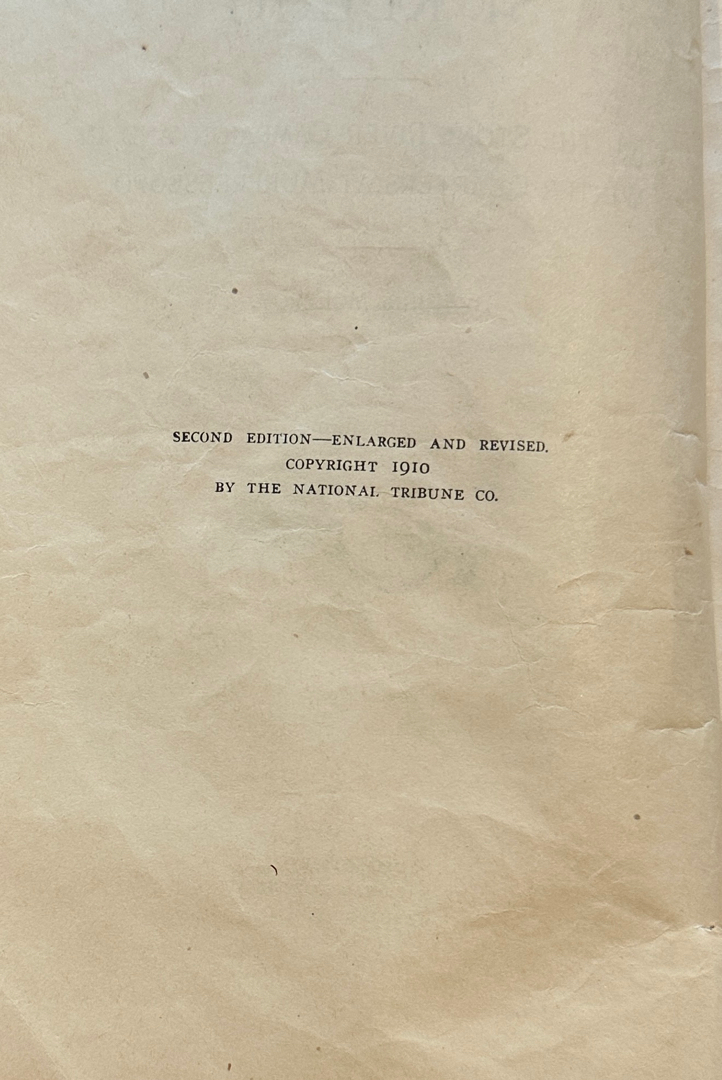 SECOND EDITION—ENLARGED AND REVISED.
COPYRIGHT 1910
BY THE NATIONAL TRIBUNE CO.